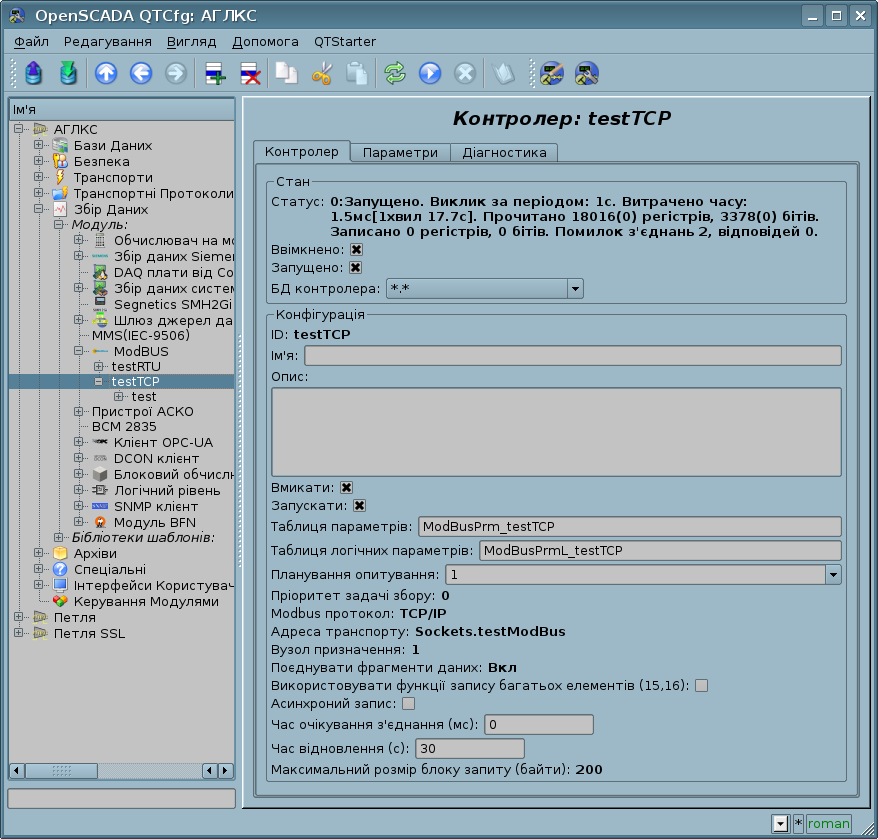 OpenSCADA QTCfg: АГЛКС
Файл Редагування Вигляд Допомога QTStarter
Ім'я
АГЛКС
Бази Даних
Безпека
Транспорти
Транспортні Протоколи
Збір Даних
Модуль:
Обчислювач на мо
Збір даних Siemen
DAQ плати від Co
Збір даних систем
Segnetics SMH2Gi
Шлюз джерел да
MMS(IEC-9506)
ModBUS
testRTU
testTCP
test
Пристрої АСКО
BCM 2835
Клієнт OPC-UA
DCON клієнт
Блоковий обчислн
Логічний рівень
SNMP клієнт
Модуль BFN
Бібліотеки шаблонів:
Архіви
Спеціальні
Інтерфейси Користувач
Керування Модулями
Петля
Петля SSL
Контролер: testTCP
Контролер Параметри Діагностика
Стан
Статус: 0:Запущено. Виклик за періодом: 1с. Витрачено часу:
1.5мс[1хвил 17.7с]. Прочитано 18016(0) регістрів, 3378(0) бітів.
Записано 0 регістрів, 0 бітів. Помилок з'єднань 2, відповідей 0.
Ввімкнено:
Запущено:
БД контролера: *.*
Конфігурація
ID: testTCP
Ім'я:
Опис:
Вмикати:
Запускати:
Таблиця параметрів: ModBusPrm_testTCP
Таблиця логічних параметрів: ModBusPrmL_testTCP
Планування опитування: 1
Пріоритет задачі збору: 0
Modbus протокол: TCP/IP
Адреса транспорту: Sockets.testModBus
Вузол призначення: 1
Поєднувати фрагменти даних: Вкл
Використовувати функції запису багатьох елементів (15,16):
Асинхроний запис:
Час очікування з'єднання (мс): 0
Час відновлення (с): 30
Максимальний розмір блоку запиту (байти): 200
* roman